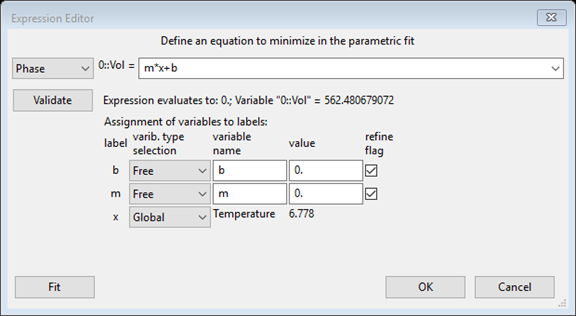 Expression Editor
Define an equation to minimize in the parametric fit
Phase 0::Vol = m*x+b
Validate Expression evaluates to: 0.; Variable "0::Vol" = 562.480679072
Assignment of variables to labels:
label varib. type selection variable name value refine flag
b Free b 0.
m Free m 0.
x Global Temperature 6.778
Fit OK Cancel